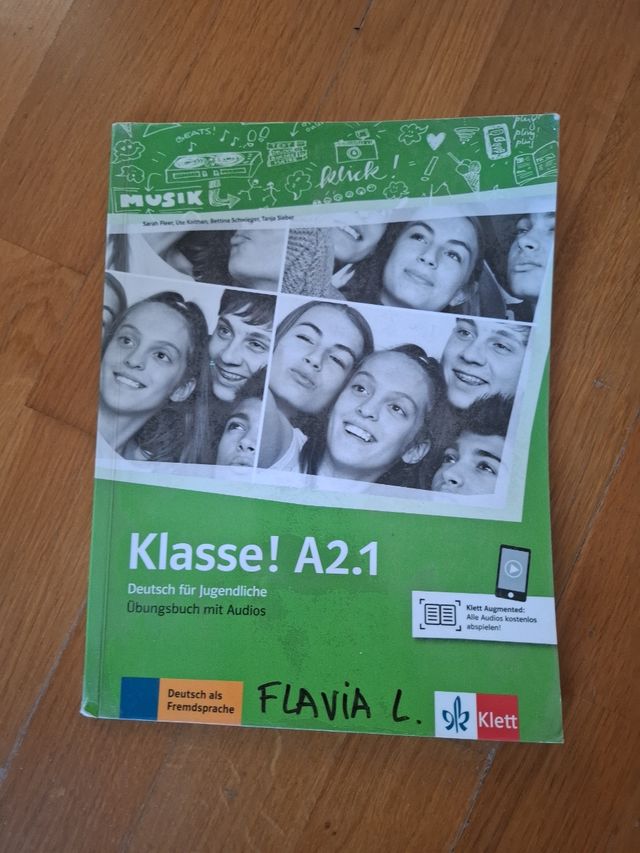 BEATS!
MUSIK
klick!
Sarah Fleer, Ute Koithan, Bettina Schwieger, Tanja Sieber
Klasse! A2.1
Deutsch für Jugendliche
Übungsbuch mit Audios
Klett Augmented:
Alle Audios kostenlos
abspielen!
Deutsch als
Fremdsprache
FLAViA L.
Klett